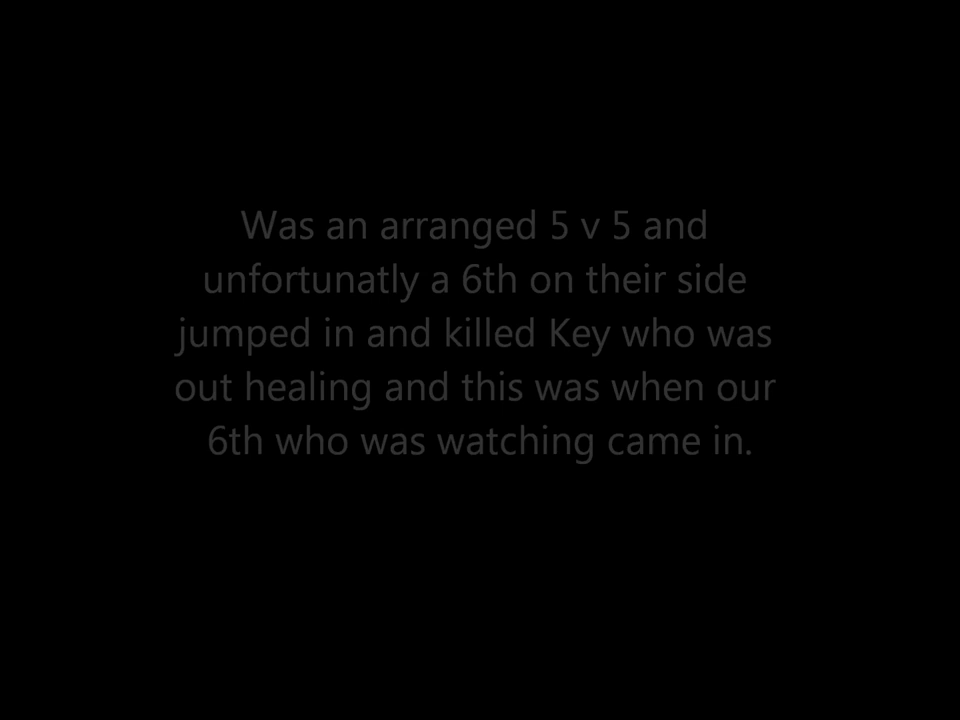 Was an arranged 5 v 5 and
unfortunatly a 6th on their side
jumped in and killed Key who was
out healing and this was when our
6th who was watching came in.